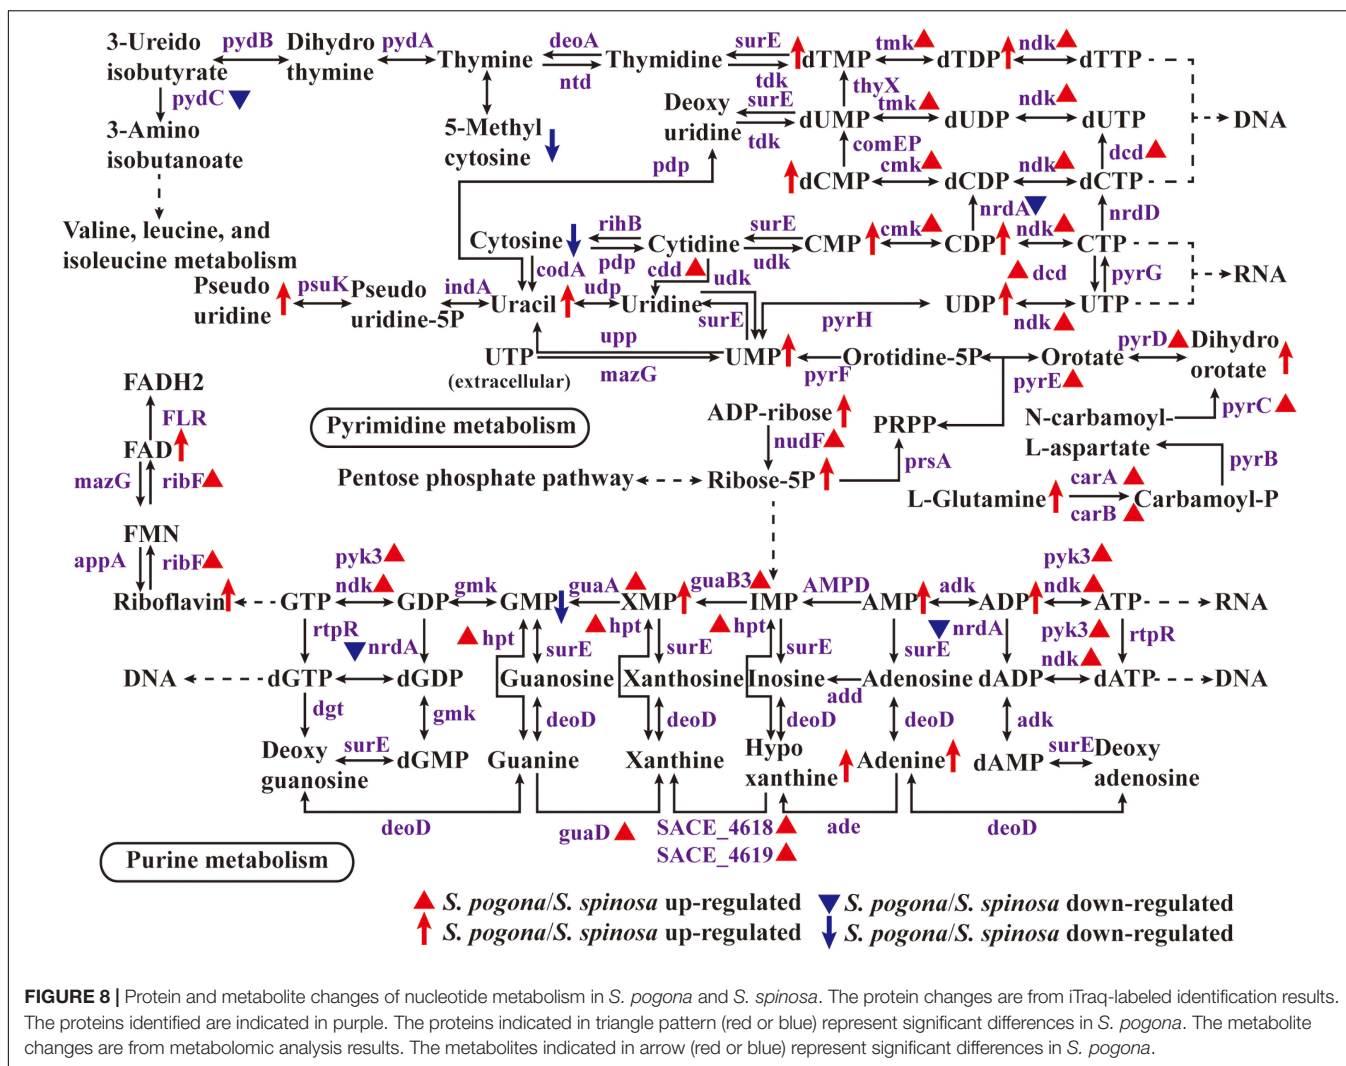 3-Ureido
isobutyrate
pydB
Dihydro
thymine
pydA
Thymine
deoA
ntd
Thymidine
surE
tdk
dTMP
tmk
dTDP
ndk
dTTP
pydC
thyX
3-Amino
isobutanoate
5-Methyl
cytosine
Deoxy
uridine
surE
tdk
dUMP
tmk
dUDP
ndk
dUTP
DNA
pdp
comEP
dcd
dCMP
cmk
dCDP
ndk
dCTP
nrdA
nrdD
Valine, leucine, and
isoleucine metabolism
Cytosine
rihB
pdp
Cytidine
surE
udk
CMP
cmk
CDP
ndk
CTP
codA
cdd
udk
dcd
pyrG
RNA
Pseudo
uridine
psuK
Pseudo
uridine-5P
indA
Uracil
udp
Uridine
surE
pyrH
UDP
ndk
UTP
upp
UTP
(extracellular)
mazG
UMP
pyrF
Orotidine-5P
pyrE
Orotate
pyrD
Dihydro
orotate
FADH2
FLR
FAD
Pyrimidine metabolism
ADP-ribose
nudF
PRPP
N-carbamoyl-
L-aspartate
pyrC
mazG
ribF
Pentose phosphate pathway
Ribose-5P
prsA
pyrB
L-Glutamine
carA
carB
Carbamoyl-P
FMN
appA
ribF
pyk3
ndk
gmk
guaA
guaB3
AMPD
adk
pyk3
ndk
Riboflavin
GTP
GDP
GMP
XMP
IMP
AMP
ADP
ATP
RNA
rtpR
nrdA
hpt
surE
hpt
surE
hpt
surE
surE
nrdA
pyk3
ndk
rtpR
DNA
dGTP
dGDP
Guanosine
Xanthosine
Inosine
add
Adenosine
dADP
dATP
DNA
dgt
gmk
deoD
deoD
deoD
deoD
adk
Deoxy
guanosine
surE
dGMP
Guanine
Xanthine
Hypo
xanthine
Adenine
dAMP
surE
Deoxy
adenosine
deoD
guaD
SACE_4618
SACE_4619
ade
deoD
Purine metabolism
S. pogona/S. spinosa up-regulated
S. pogona/S. spinosa down-regulated
S. pogona/S. spinosa up-regulated
S. pogona/S. spinosa down-regulated
FIGURE 8 | Protein and metabolite changes of nucleotide metabolism in S. pogona and S. spinosa. The protein changes are from iTraq-labeled identification results.
The proteins identified are indicated in purple. The proteins indicated in triangle pattern (red or blue) represent significant differences in S. pogona. The metabolite
changes are from metabolomic analysis results. The metabolites indicated in arrow (red or blue) represent significant differences in S. pogona.